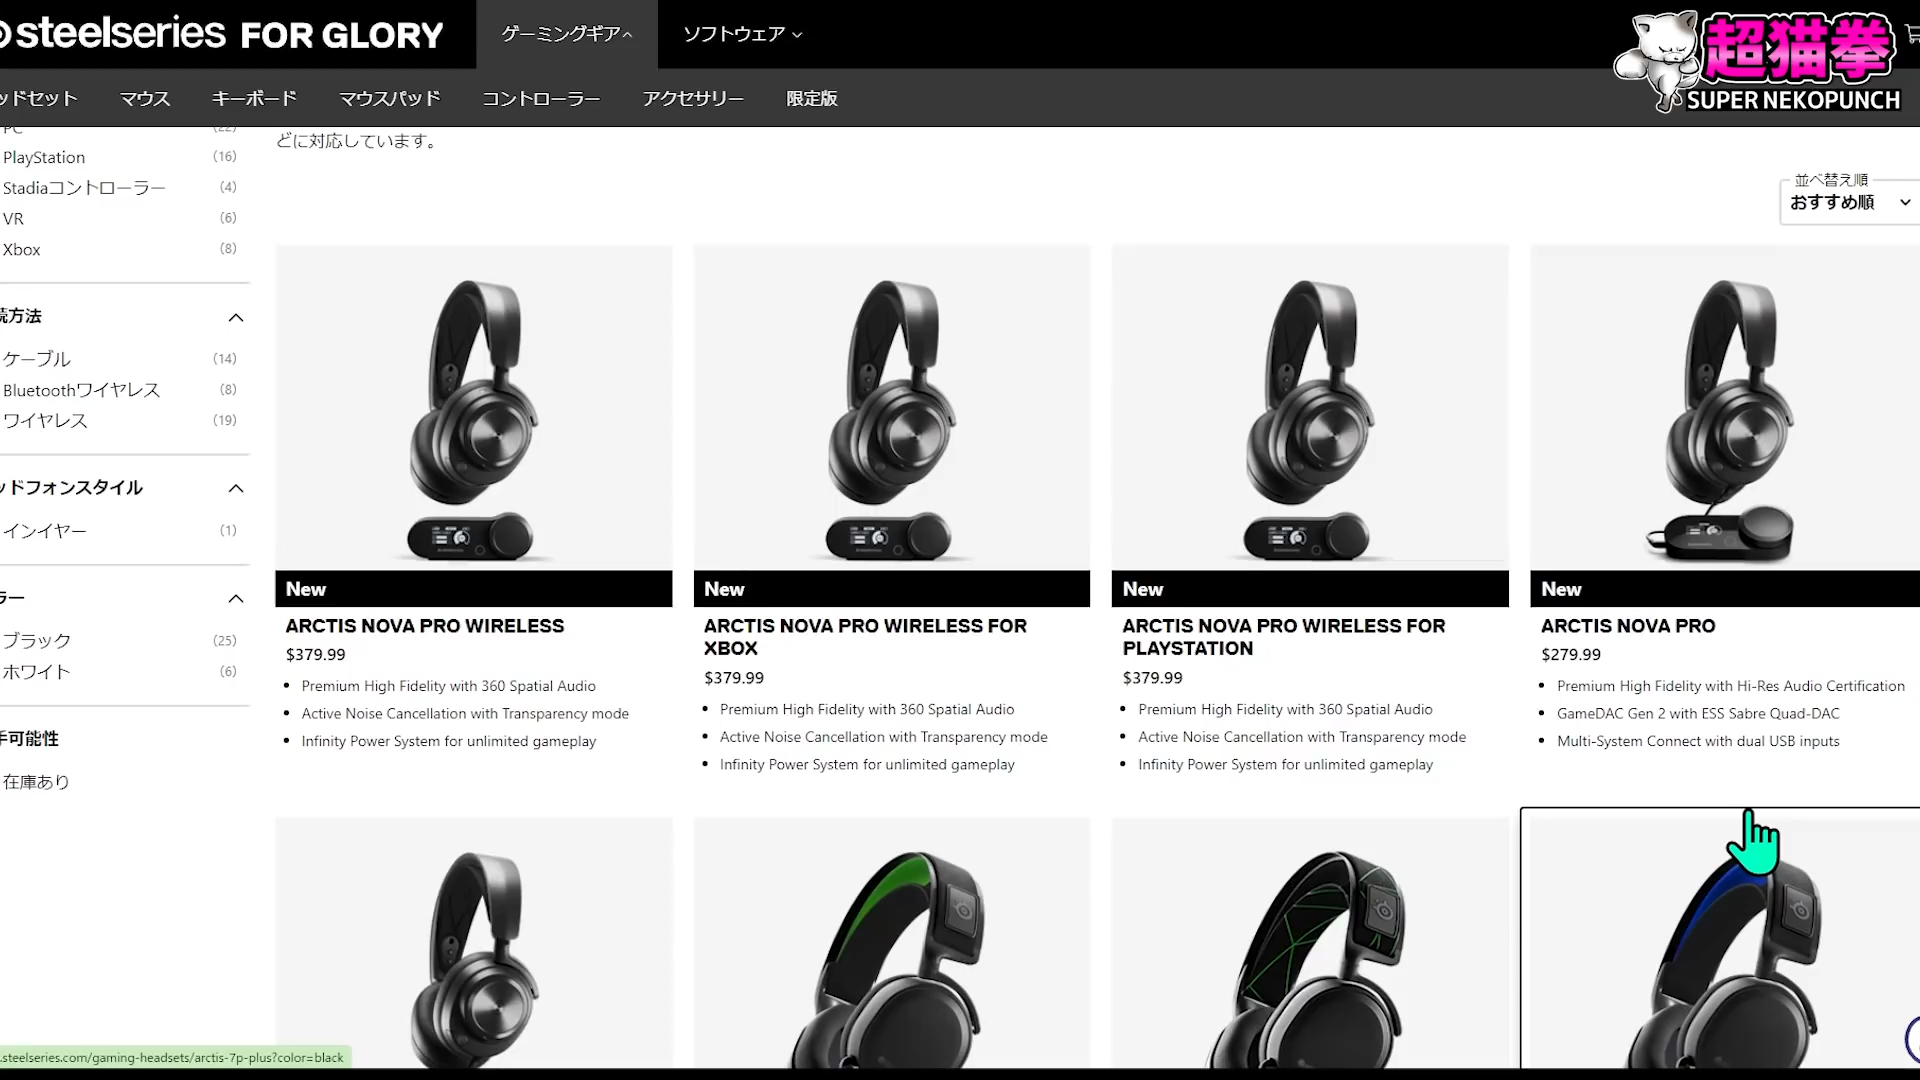 steelseries FOR GLORY
ゲーミングギア
ソフトウェア
超猫拳
SUPER NEKOPUNCH
ッドセット
マウス
キーボード
マウスパッド
コントローラー
アクセサリー
限定版
PC (22)
どに対応しています。
PlayStation (16)
Stadiaコントローラー (4)
VR (6)
Xbox (8)
並べ替え順
おすすめ順
続方法
ケーブル (14)
Bluetoothワイヤレス (8)
ワイヤレス (19)
ッドフォンスタイル
インイヤー (1)
ラー
ブラック (25)
ホワイト (6)
手可能性
在庫あり
New
ARCTIS NOVA PRO WIRELESS
$379.99
Premium High Fidelity with 360 Spatial Audio
Active Noise Cancellation with Transparency mode
Infinity Power System for unlimited gameplay
New
ARCTIS NOVA PRO WIRELESS FOR
XBOX
$379.99
Premium High Fidelity with 360 Spatial Audio
Active Noise Cancellation with Transparency mode
Infinity Power System for unlimited gameplay
New
ARCTIS NOVA PRO WIRELESS FOR
PLAYSTATION
$379.99
Premium High Fidelity with 360 Spatial Audio
Active Noise Cancellation with Transparency mode
Infinity Power System for unlimited gameplay
New
ARCTIS NOVA PRO
$279.99
Premium High Fidelity with Hi-Res Audio Certification
GameDAC Gen 2 with ESS Sabre Quad-DAC
Multi-System Connect with dual USB inputs
.steelseries.com/gaming-headsets/arctis-7p-plus?color=black